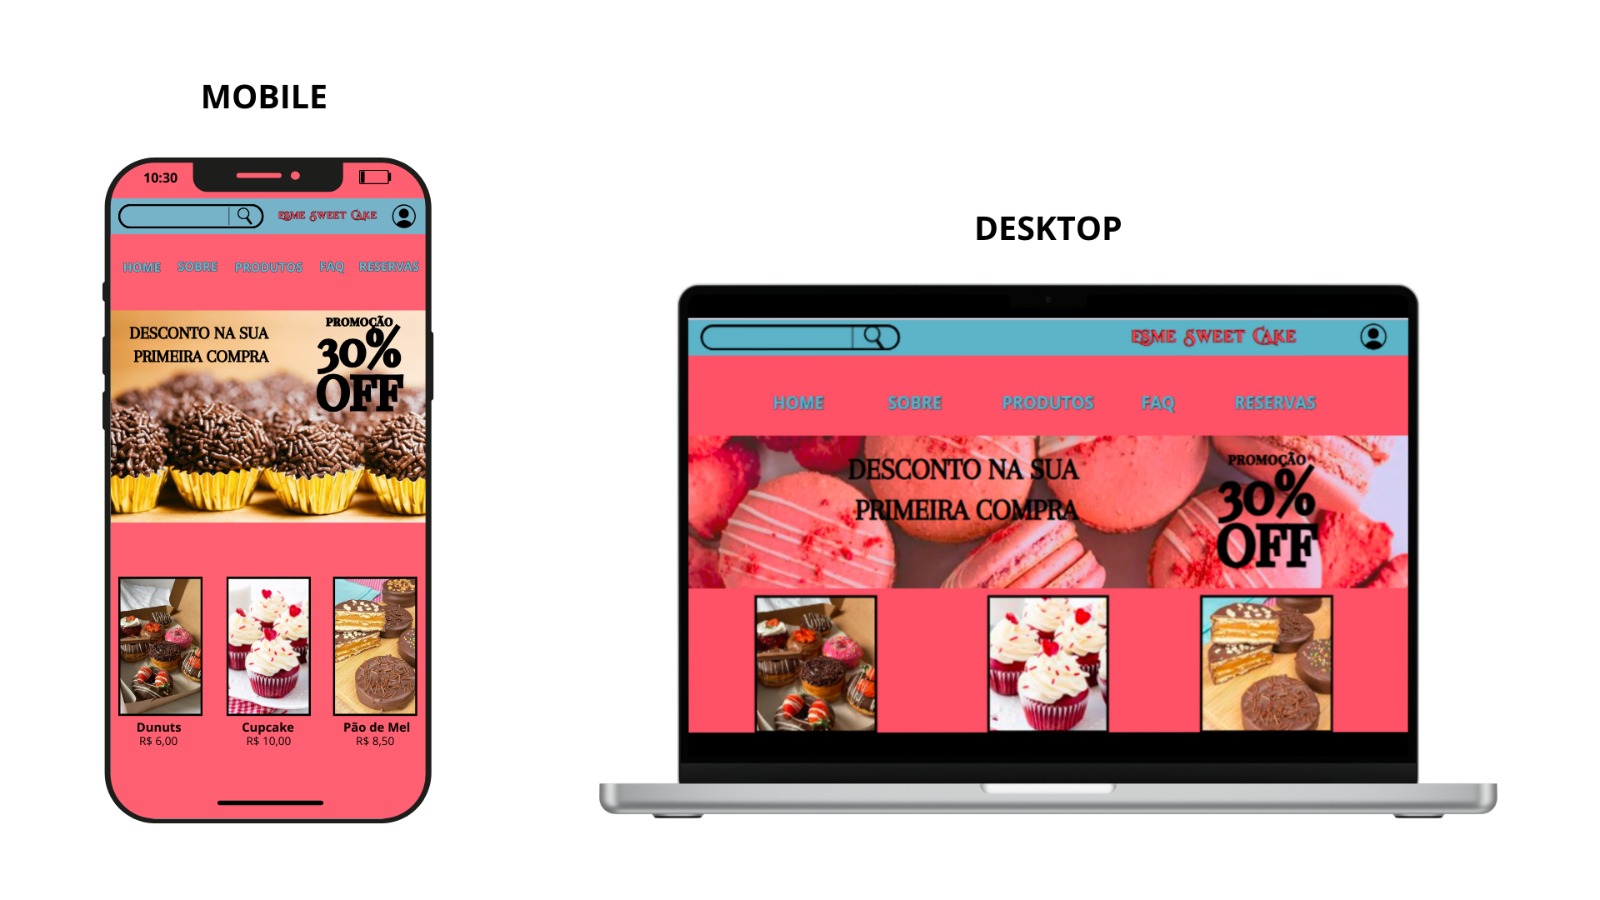 MOBILE
10:30
ESME SWEET CAKE
HOME SOBRE PRODUTOS FAQ RESERVAS
DESCONTO NA SUA
PRIMEIRA COMPRA
PROMOÇÃO
30%
OFF
Dunuts
R$ 6,00
Cupcake
R$ 10,00
Pão de Mel
R$ 8,50
DESKTOP
ESME SWEET CAKE
HOME SOBRE PRODUTOS FAQ RESERVAS
DESCONTO NA SUA
PRIMEIRA COMPRA
PROMOÇÃO
30%
OFF